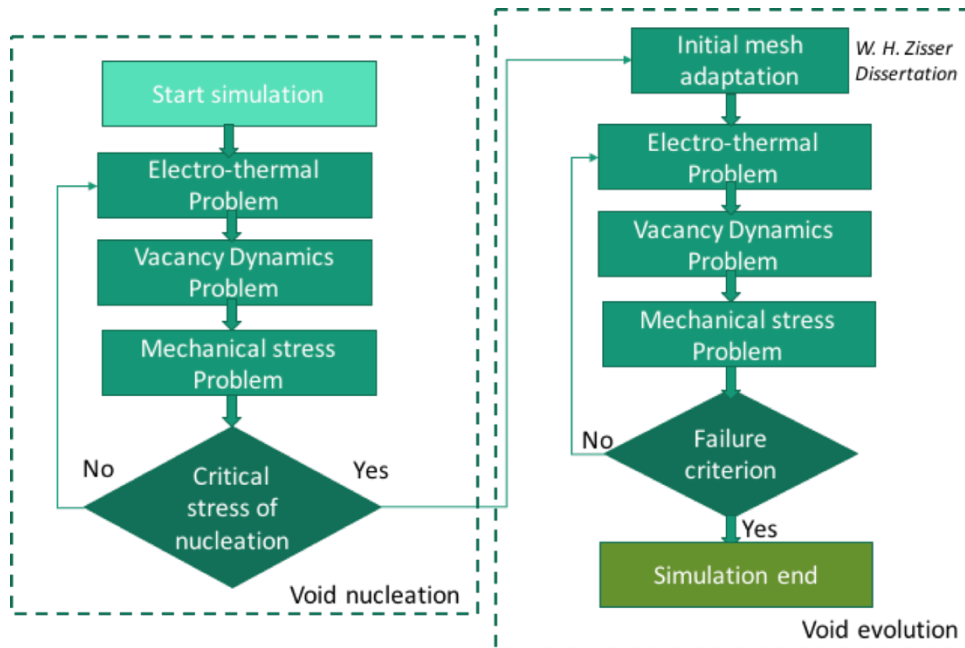 Start simulation
Electro-thermal
Problem
Vacancy Dynamics
Problem
Mechanical stress
Problem
No
Yes
Critical
stress of
nucleation
Void nucleation
Initial mesh
adaptation
W. H. Zisser
Dissertation
Electro-thermal
Problem
Vacancy Dynamics
Problem
Mechanical stress
Problem
No
Failure
criterion
Yes
Simulation end
Void evolution